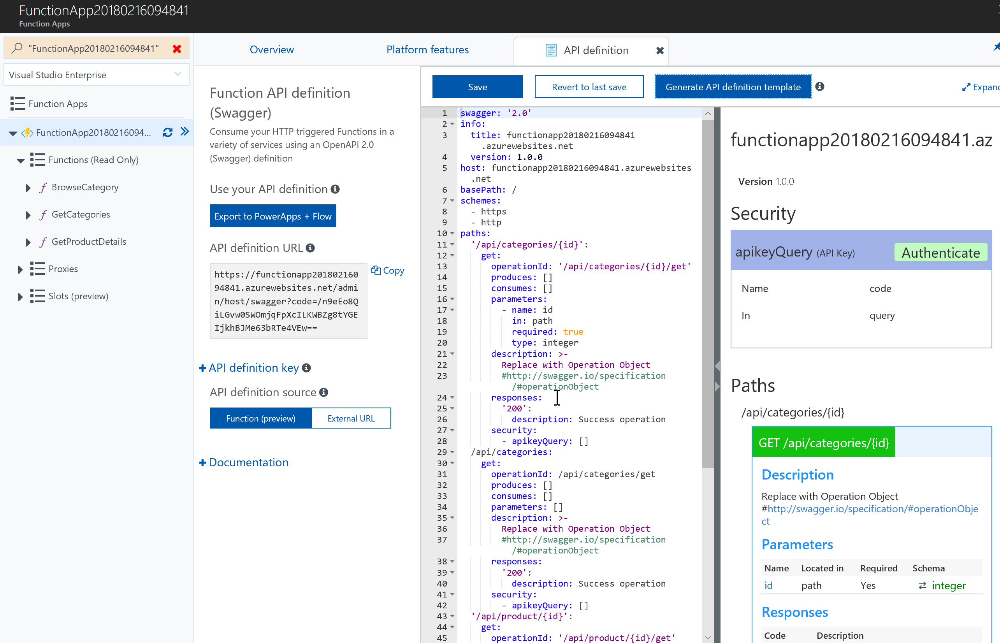 FunctionApp20180216094841
Function Apps
"FunctionApp20180216094841"
Visual Studio Enterprise
Function Apps
FunctionApp20180216094...
Functions (Read Only)
BrowseCategory
GetCategories
GetProductDetails
Proxies
Slots (preview)
Overview
Platform features
API definition
Function API definition
(Swagger)
Consume your HTTP triggered Functions in a
variety of services using an OpenAPI 2.0
(Swagger) definition
Use your API definition
Export to PowerApps + Flow
API definition URL
https://functionapp201802160
94841.azurewebsites.net/admi
n/host/swagger?code=/n9eEo8Q
iLGvw0SWOmjqFpXcILKWBZg8tYGE
IjkhBJMe63bRTe4VEw==
Copy
+ API definition key
API definition source
Function (preview)
External URL
+ Documentation
Save
Revert to last save
Generate API definition template
Expand
1 swagger: '2.0'
2 info:
3 title: functionapp20180216094841
.azurewebsites.net
4 version: 1.0.0
5 host: functionapp20180216094841.azurewebsites
.net
6 basePath: /
7 schemes:
8 - https
9 - http
10 paths:
11 '/api/categories/{id}':
12 get:
13 operationId: '/api/categories/{id}/get'
14 produces: []
15 consumes: []
16 parameters:
17 - name: id
18 in: path
19 required: true
20 type: integer
21 description: >-
22 Replace with Operation Object
23 #http://swagger.io/specification
/#operationObject
24 responses:
25 '200':
26 description: Success operation
27 security:
28 - apikeyQuery: []
29 /api/categories:
30 get:
31 operationId: /api/categories/get
32 produces: []
33 consumes: []
34 parameters: []
35 description: >-
36 Replace with Operation Object
37 #http://swagger.io/specification
/#operationObject
38 responses:
39 '200':
40 description: Success operation
41 security:
42 - apikeyQuery: []
43 '/api/product/{id}':
44 get:
45 operationId: '/api/product/{id}/get'
functionapp20180216094841.az
Version 1.0.0
Security
apikeyQuery (API Key)
Authenticate
Name code
In query
Paths
/api/categories/{id}
GET /api/categories/{id}
Description
Replace with Operation Object
#http://swagger.io/specification/#operationObje
ct
Parameters
Name Located in Required Schema
id path Yes ⇄ integer
Responses
Code Description